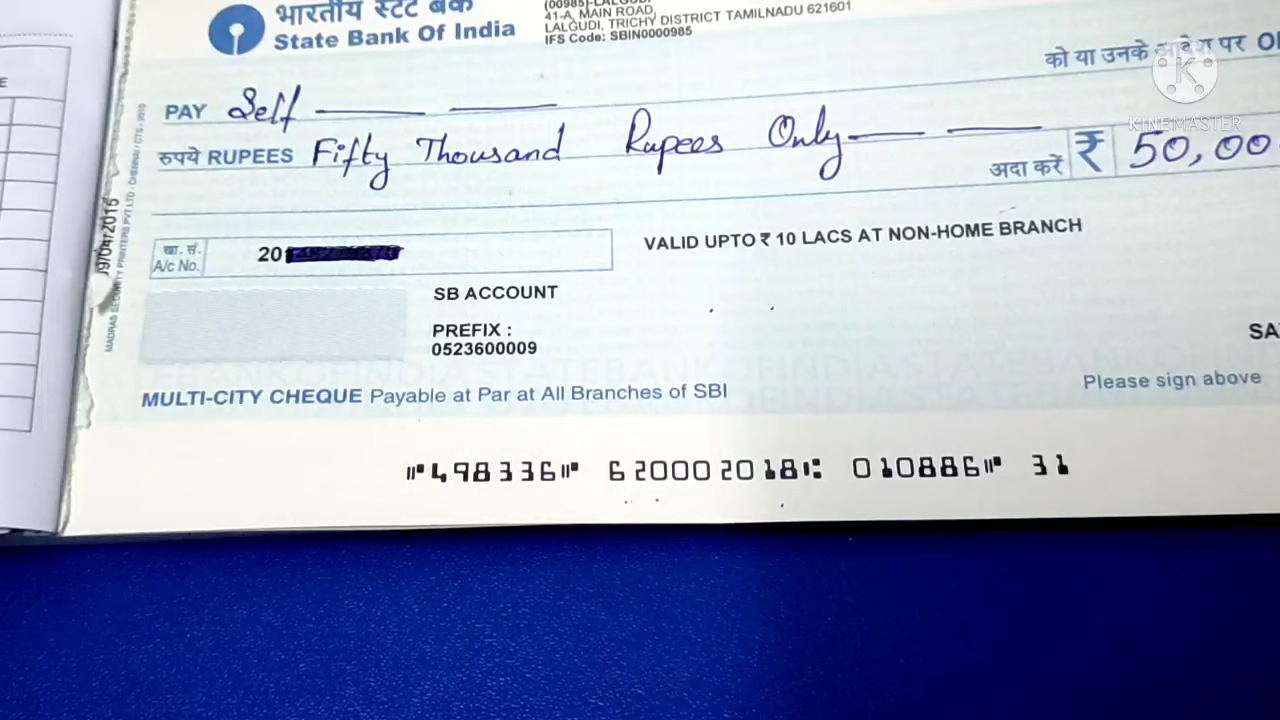 भारतीय स्टेट बैंक
State Bank Of India
(00985)-LALGUDI
41-A, MAIN ROAD,
LALGUDI, TRICHY DISTRICT TAMILNADU 621601
IFS Code: SBIN0000985
को या उनके आदेश पर
KINEMASTER
PAY Self
रुपये RUPEES Fifty Thousand Rupees Only
अदा करें ₹ 50,00
खा. सं.
A/c No. 20
VALID UPTO ₹ 10 LACS AT NON-HOME BRANCH
SB ACCOUNT
PREFIX :
0523600009
MULTI-CITY CHEQUE Payable at Par at All Branches of SBI
Please sign above
⑈498336⑈ 620002018⑆ 010886⑈ 31